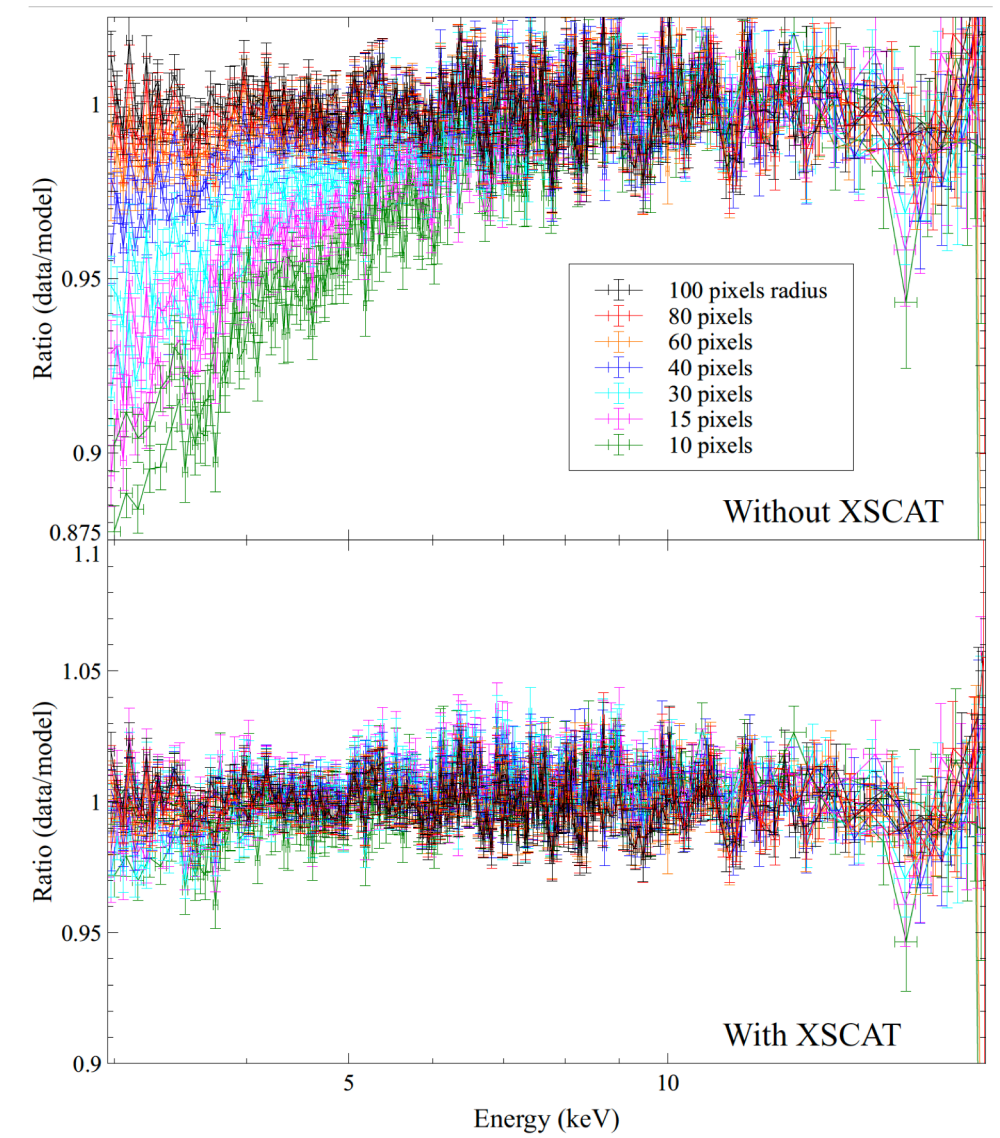 Ratio (data/model)
1
0.95
0.9
0.875
100 pixels radius
80 pixels
60 pixels
40 pixels
30 pixels
15 pixels
10 pixels
Without XSCAT
Ratio (data/model)
1.1
1.05
1
0.95
0.9
With XSCAT
5
10
Energy (keV)